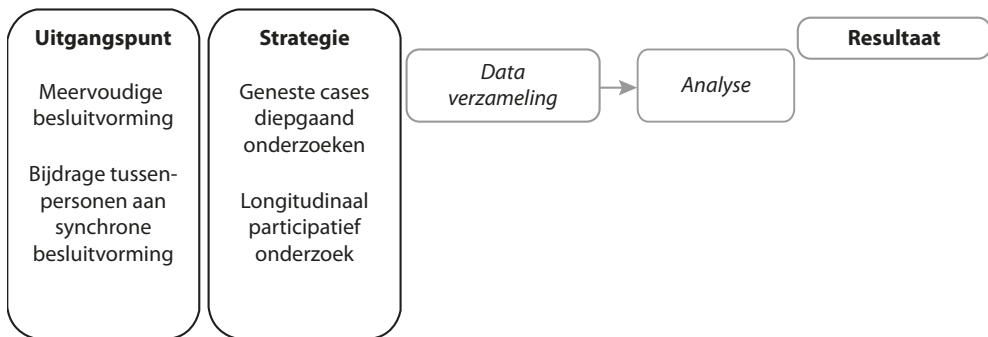 Uitgangspunt
Meervoudige
besluitvorming
Bijdrage tussen-
personen aan
synchrone
besluitvorming
Strategie
Geneste cases
diepgaand
onderzoeken
Longitudinaal
participatief
onderzoek
Data
verzameling
Analyse
Resultaat